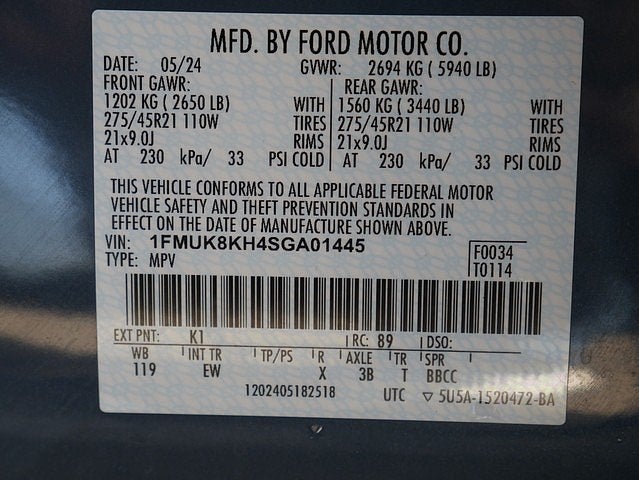 MFD. BY FORD MOTOR CO.
DATE: 05/24 GVWR: 2694 KG ( 5940 LB)
FRONT GAWR: REAR GAWR:
1202 KG ( 2650 LB) WITH 1560 KG ( 3440 LB) WITH
275/45R21 110W TIRES 275/45R21 110W TIRES
21x9.0J RIMS 21x9.0J RIMS
AT 230 kPa/ 33 PSI COLD AT 230 kPa/ 33 PSI COLD
THIS VEHICLE CONFORMS TO ALL APPLICABLE FEDERAL MOTOR
VEHICLE SAFETY AND THEFT PREVENTION STANDARDS IN
EFFECT ON THE DATE OF MANUFACTURE SHOWN ABOVE.
VIN: 1FMUK8KH4SGA01445 F0034
TYPE: MPV T0114
EXT PNT: K1 RC: 89 DSO:
WB INT TR TP/PS R AXLE TR SPR
119 EW X 3B T BBCC
1202405182518 UTC ▽ 5U5A-1520472-BA